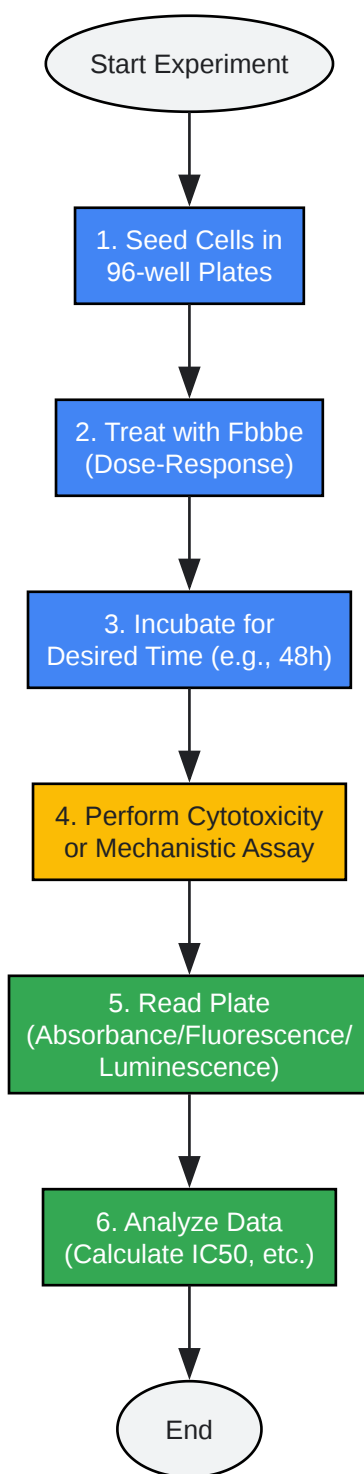 Start Experiment
1. Seed Cells in
96-well Plates
2. Treat with Fbbbe
(Dose-Response)
3. Incubate for
Desired Time (e.g., 48h)
4. Perform Cytotoxicity
or Mechanistic Assay
5. Read Plate
(Absorbance/Fluorescence/
Luminescence)
6. Analyze Data
(Calculate IC50, etc.)
End